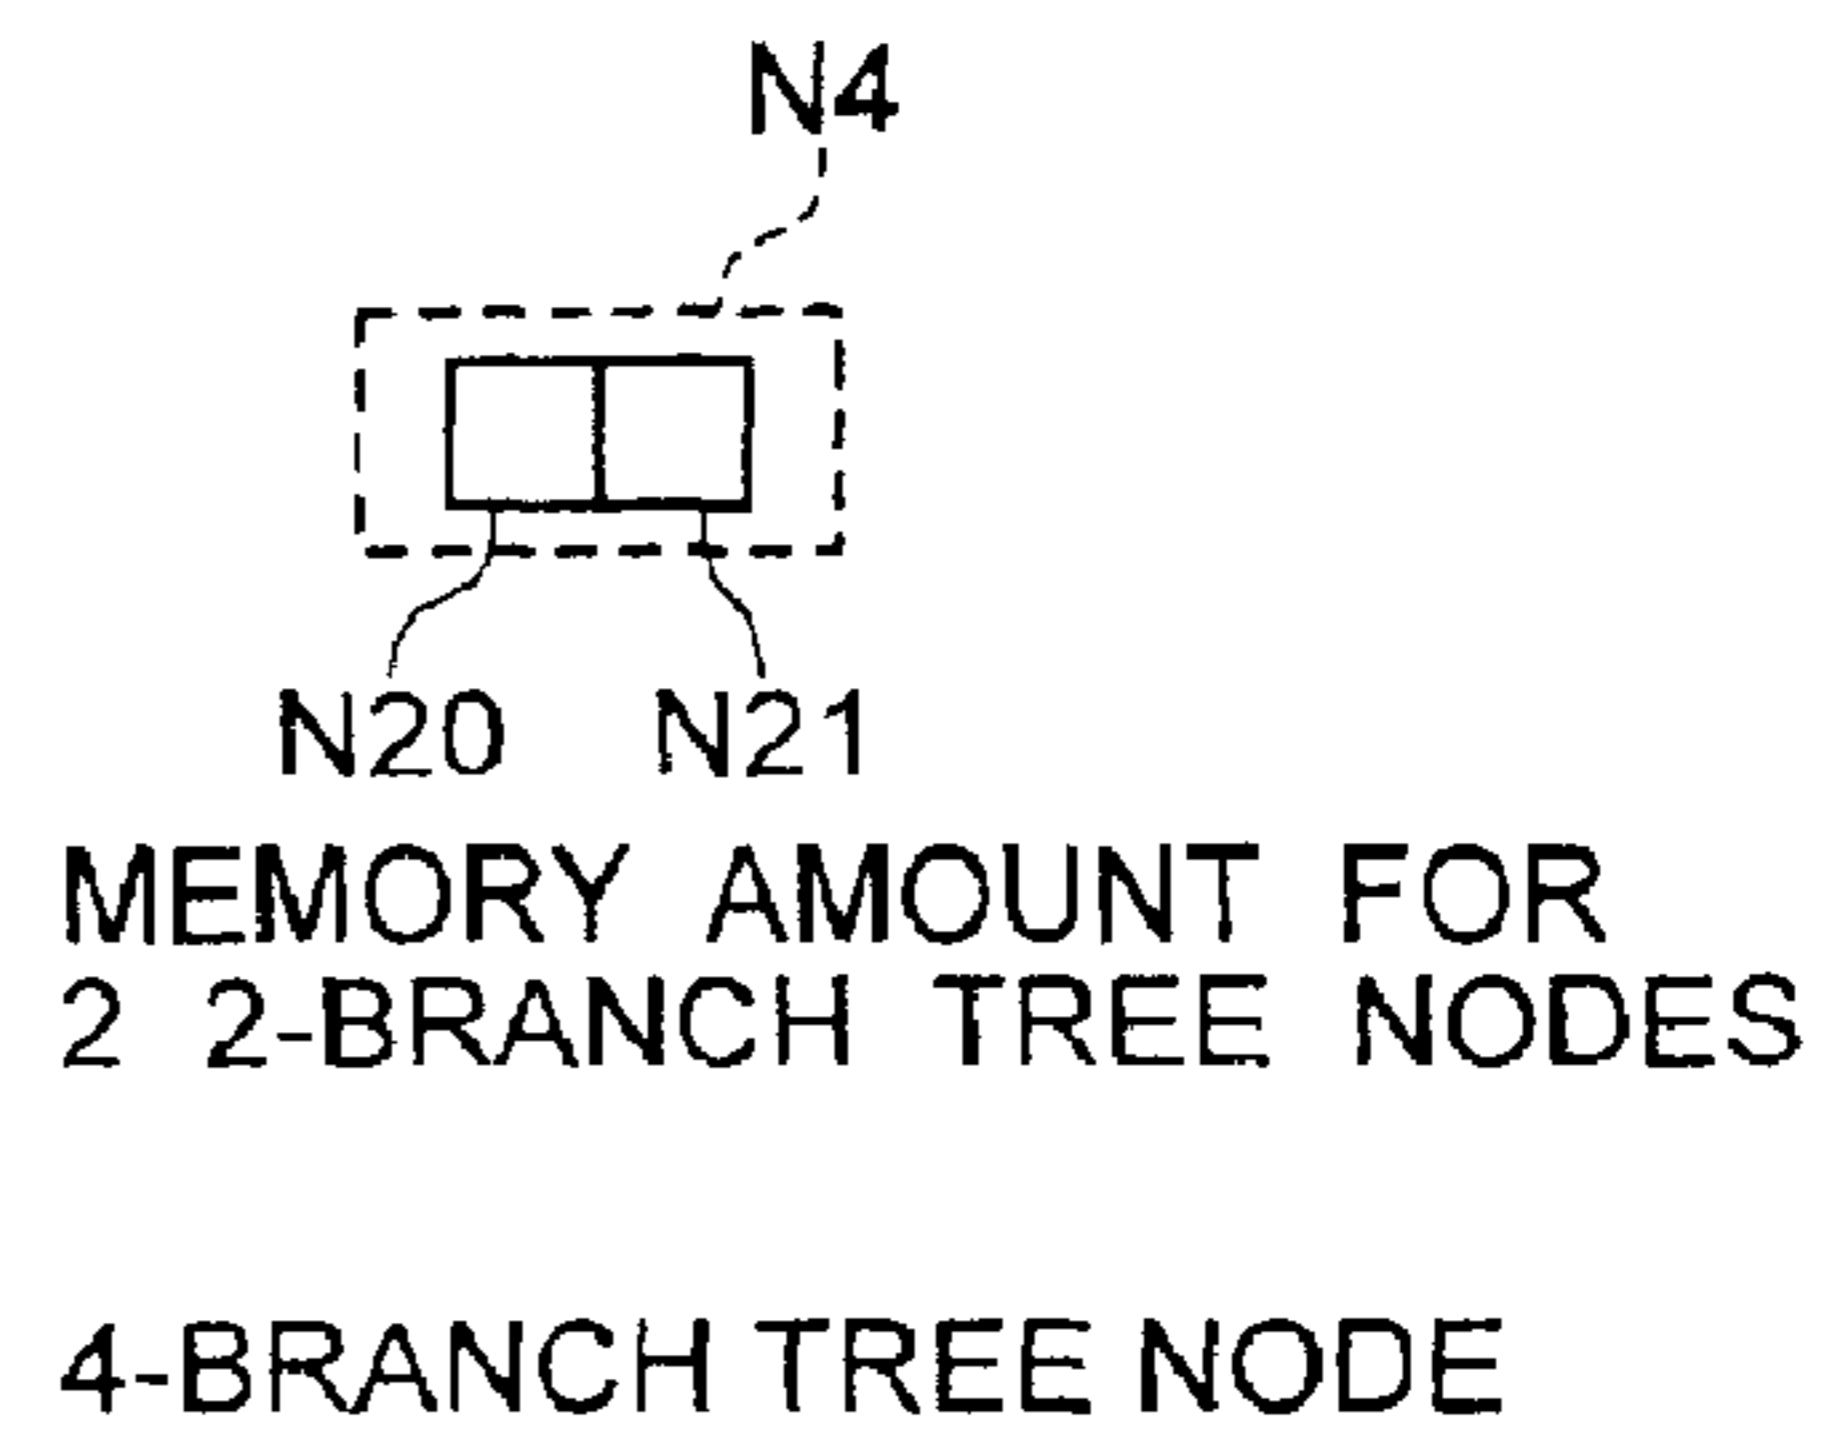 N4
N20 N21
MEMORY AMOUNT FOR
2 2-BRANCH TREE NODES
4-BRANCH TREE NODE